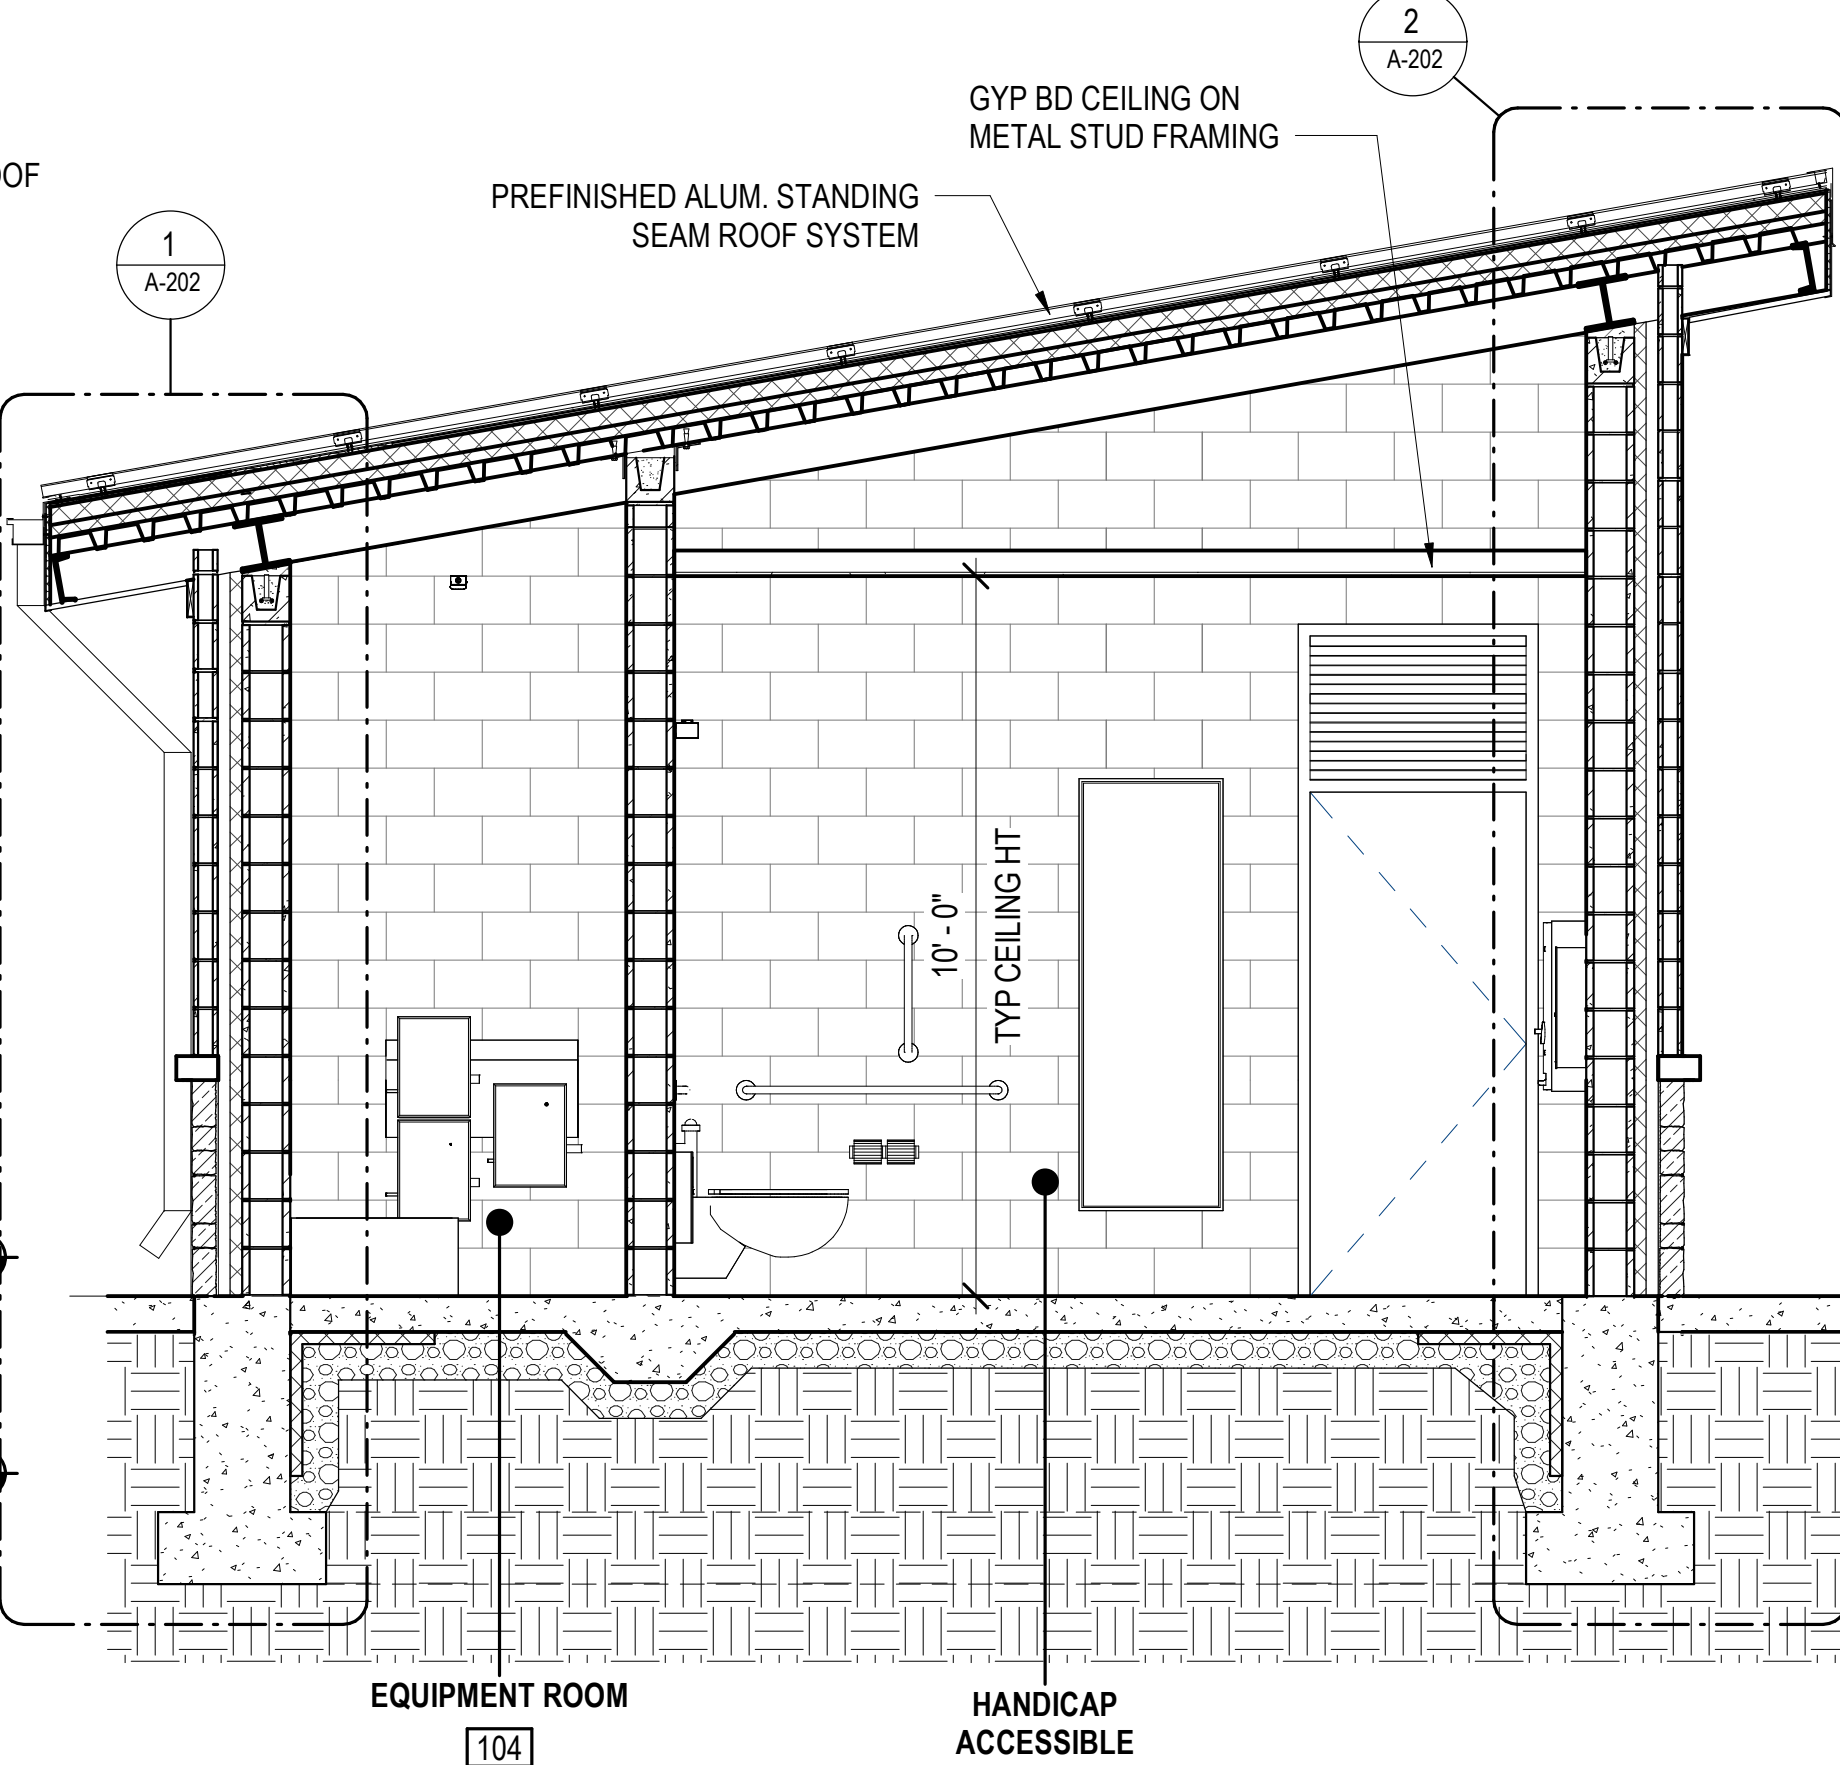 2
A-202
GYP BD CEILING ON
METAL STUD FRAMING
OOF
PREFINISHED ALUM. STANDING
SEAM ROOF SYSTEM
1
A-202
10' - 0"
TYP CEILING HT
EQUIPMENT ROOM
104
HANDICAP
ACCESSIBLE